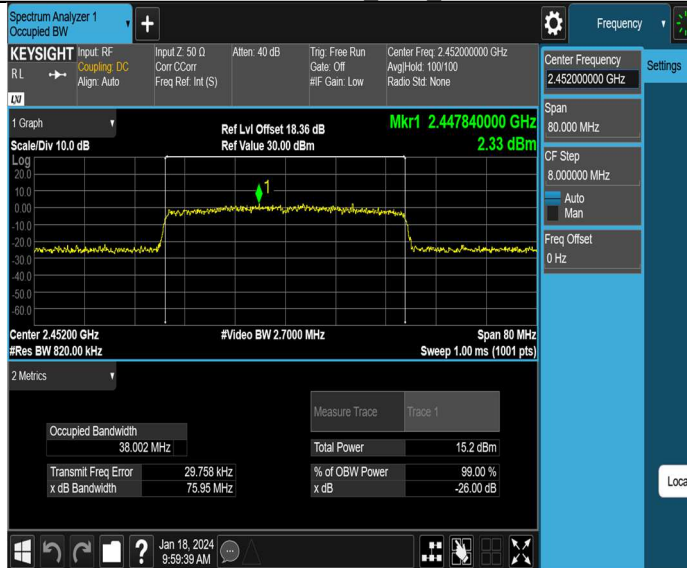 Spectrum Analyzer 1
Occupied BW
+
Frequency
KEYSIGHT
RL
LXI
Input: RF
Coupling: DC
Align: Auto
Input Z: 50 Ω
Corr CCorr
Freq Ref: Int (S)
Atten: 40 dB
Trig: Free Run
Gate: Off
#IF Gain: Low
Center Freq: 2.452000000 GHz
Avg|Hold: 100/100
Radio Std: None
Center Frequency
2.452000000 GHz
Settings
Span
80.000 MHz
CF Step
8.000000 MHz
Auto
Man
Freq Offset
0 Hz
Local
1 Graph
Scale/Div 10.0 dB
Ref Lvl Offset 18.36 dB
Ref Value 30.00 dBm
Mkr1 2.447840000 GHz
2.33 dBm
Log
20.0
10.0
0.00
-10.0
-20.0
-30.0
-40.0
-50.0
-60.0
1
Center 2.45200 GHz
#Res BW 820.00 kHz
#Video BW 2.7000 MHz
Span 80 MHz
Sweep 1.00 ms (1001 pts)
2 Metrics
Measure Trace
Trace 1
Occupied Bandwidth
38.002 MHz
Total Power
15.2 dBm
Transmit Freq Error
29.758 kHz
% of OBW Power
99.00 %
x dB Bandwidth
75.95 MHz
x dB
-26.00 dB
?
Jan 18, 2024
9:59:39 AM